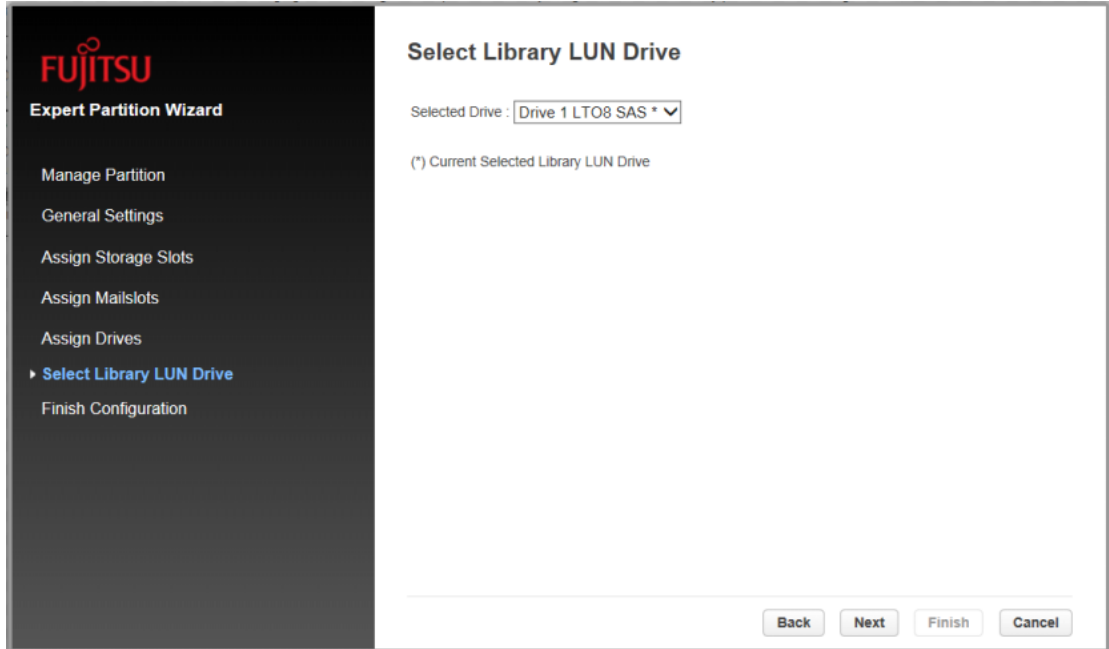 FUJITSU
Expert Partition Wizard
Manage Partition
General Settings
Assign Storage Slots
Assign Mailslots
Assign Drives
Select Library LUN Drive
Finish Configuration
Select Library LUN Drive
Selected Drive : Drive 1 LTO8 SAS *
(*) Current Selected Library LUN Drive
Back Next Finish Cancel